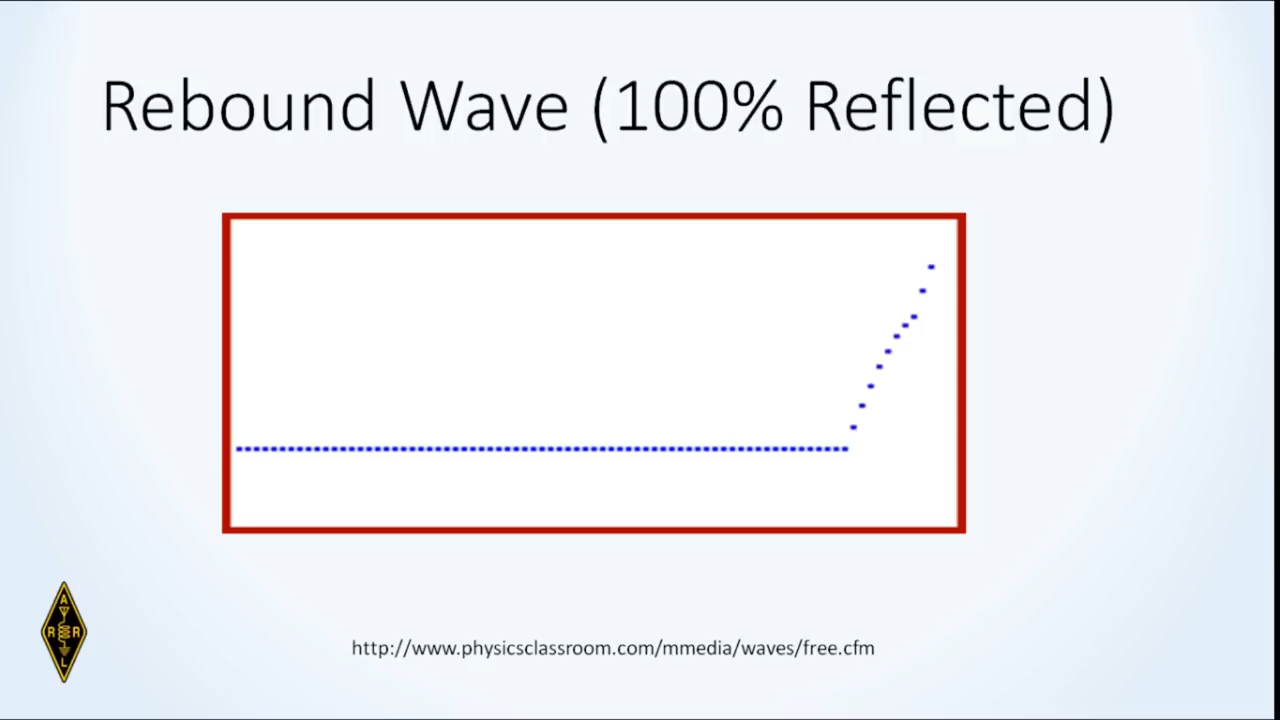 Rebound Wave (100% Reflected)
A
R R
L
http://www.physicsclassroom.com/mmedia/waves/free.cfm